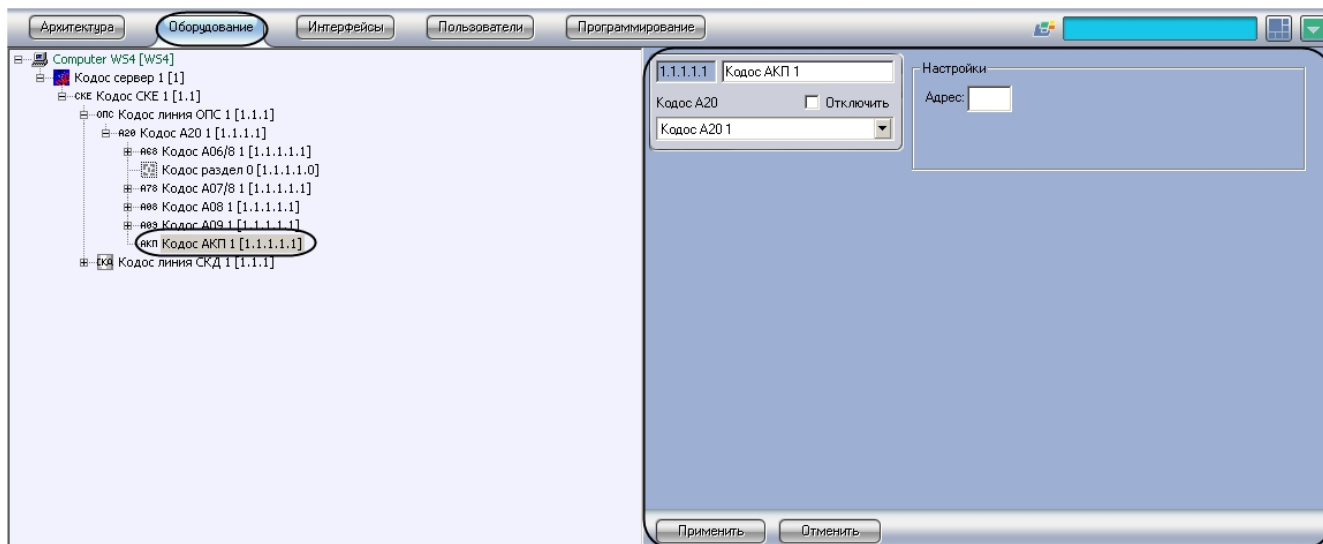 Архитектура Оборудование Интерфейсы Пользователи Программирование
Computer WS4 [WS4]
Кодос сервер 1 [1]
СКЕ Кодос СКЕ 1 [1.1]
ОПС Кодос линия ОПС 1 [1.1.1]
А20 Кодос А20 1 [1.1.1.1]
А68 Кодос А06/8 1 [1.1.1.1.1]
Кодос раздел 0 [1.1.1.1.0]
А78 Кодос А07/8 1 [1.1.1.1.1]
А08 Кодос А08 1 [1.1.1.1.1]
А09 Кодос А09 1 [1.1.1.1.1]
АКП Кодос АКП 1 [1.1.1.1.1]
СКД Кодос линия СКД 1 [1.1.1]
1.1.1.1.1 Кодос АКП 1
Кодос А20 Отключить
Кодос А20 1
Настройки
Адрес:
Применить Отменить